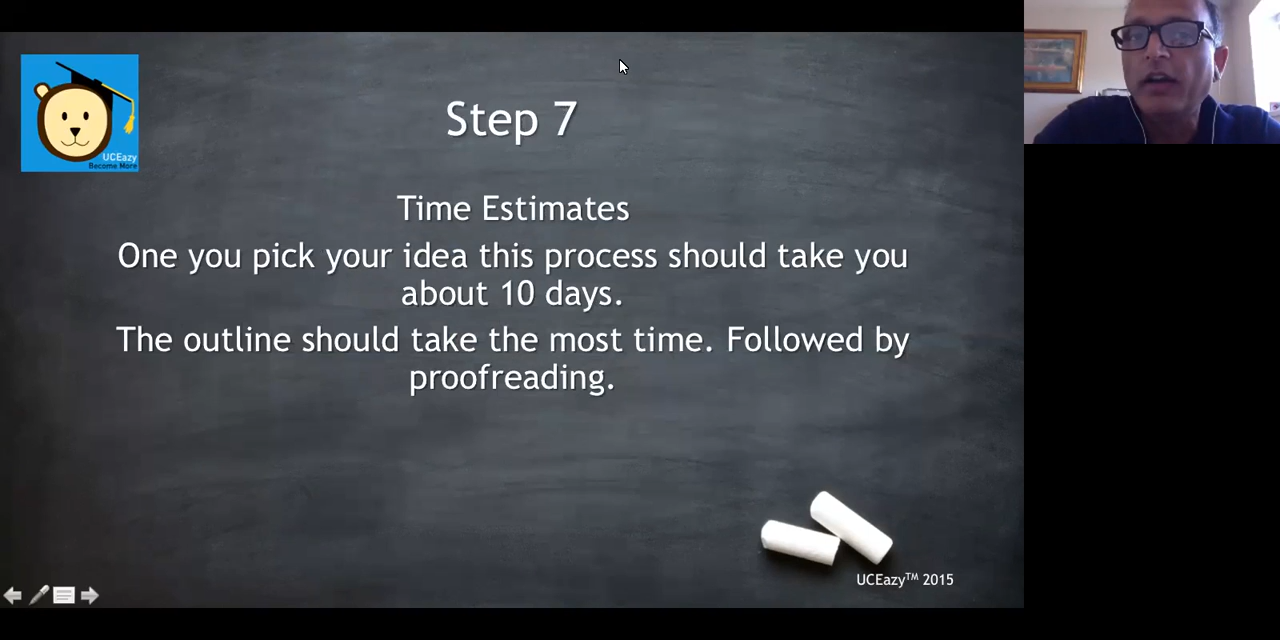 UCEazy
Become More
Step 7
Time Estimates
One you pick your idea this process should take you
about 10 days.
The outline should take the most time. Followed by
proofreading.
UCEazy™ 2015